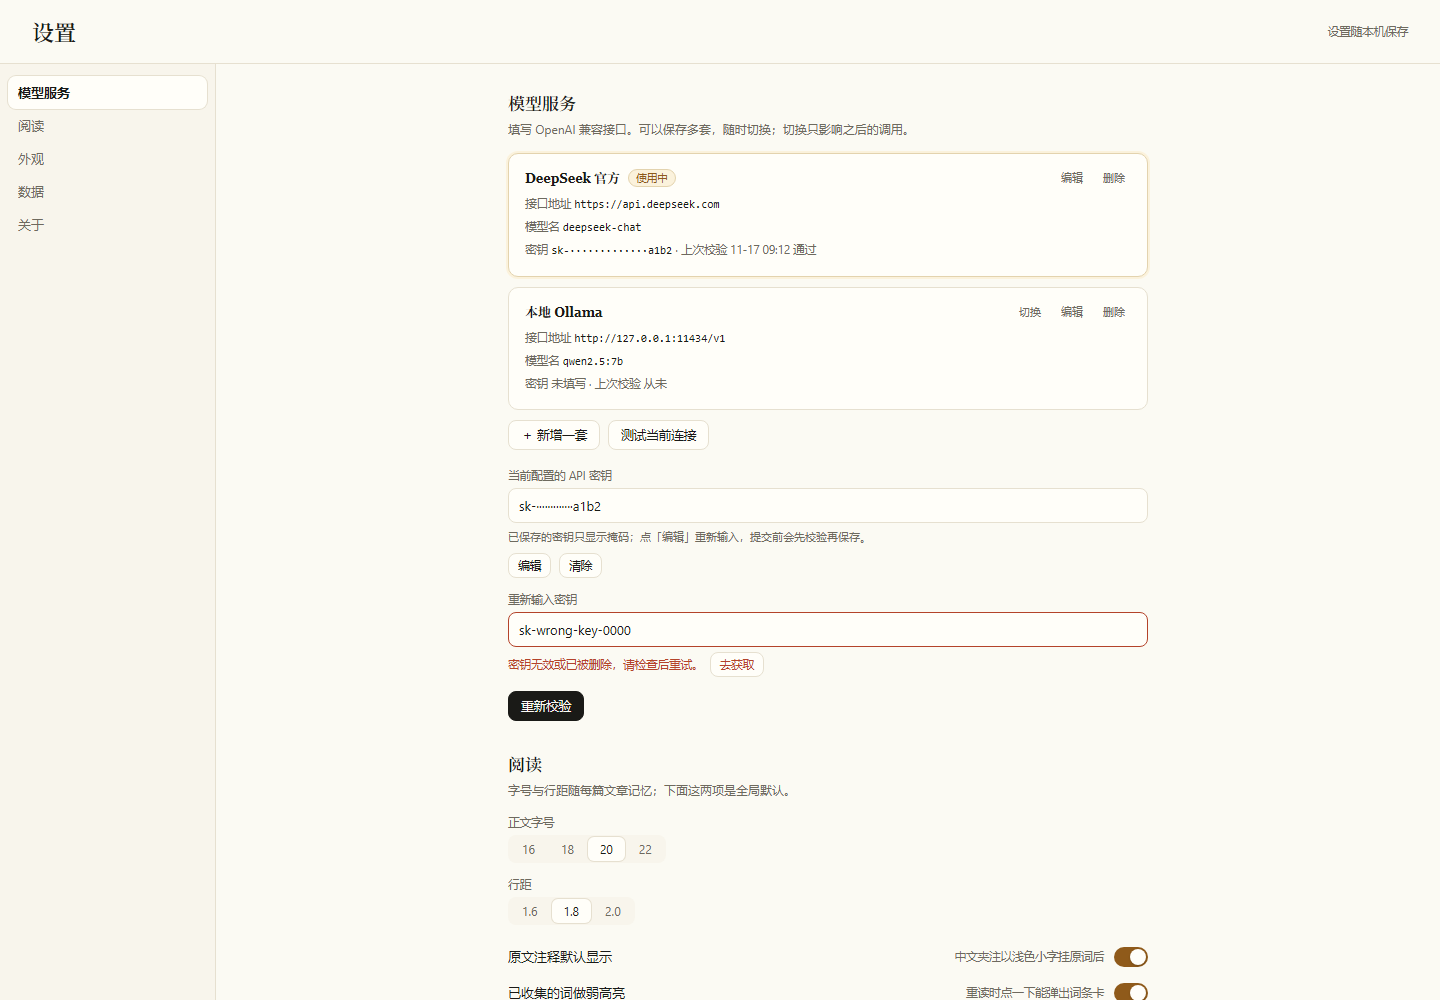 设置
设置随本机保存
模型服务
阅读
外观
数据
关于
模型服务
填写 OpenAI 兼容接口。可以保存多套，随时切换；切换只影响之后的调用。
DeepSeek 官方 使用中 编辑 删除
接口地址 https://api.deepseek.com
模型名 deepseek-chat
密钥 sk-·············a1b2 · 上次校验 11-17 09:12 通过
本地 Ollama 切换 编辑 删除
接口地址 http://127.0.0.1:11434/v1
模型名 qwen2.5:7b
密钥 未填写 · 上次校验 从未
+ 新增一套 测试当前连接
当前配置的 API 密钥
sk-·············a1b2
已保存的密钥只显示掩码；点「编辑」重新输入，提交前会先校验再保存。
编辑 清除
重新输入密钥
sk-wrong-key-0000
密钥无效或已被删除，请检查后重试。 去获取
重新校验
阅读
字号与行距随每篇文章记忆；下面这两项是全局默认。
正文字号
16 18 20 22
行距
1.6 1.8 2.0
原文注释默认显示 中文夹注以浅色小字挂原词后
已收集的词做弱高亮 重读时点一下能弹出词条卡